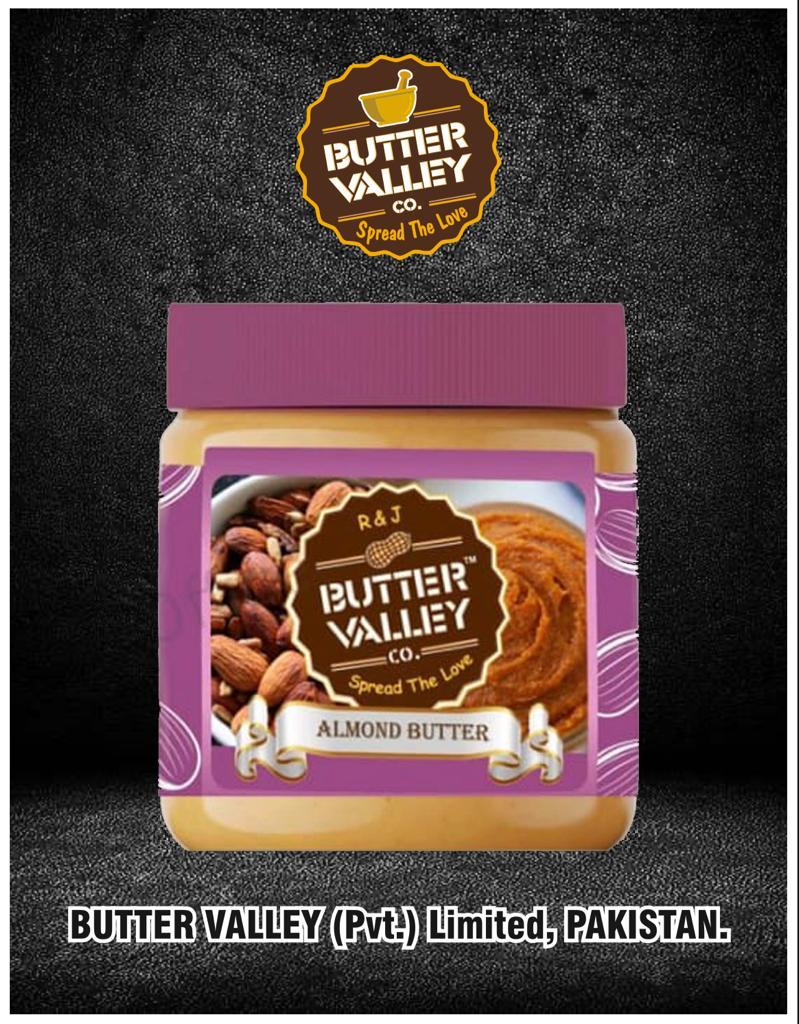 BUTTER
VALLEY
CO.
Spread The Love
R & J
BUTTER™
VALLEY
CO.
Spread The Love
ALMOND BUTTER
BUTTER VALLEY (Pvt.) Limited, PAKISTAN.